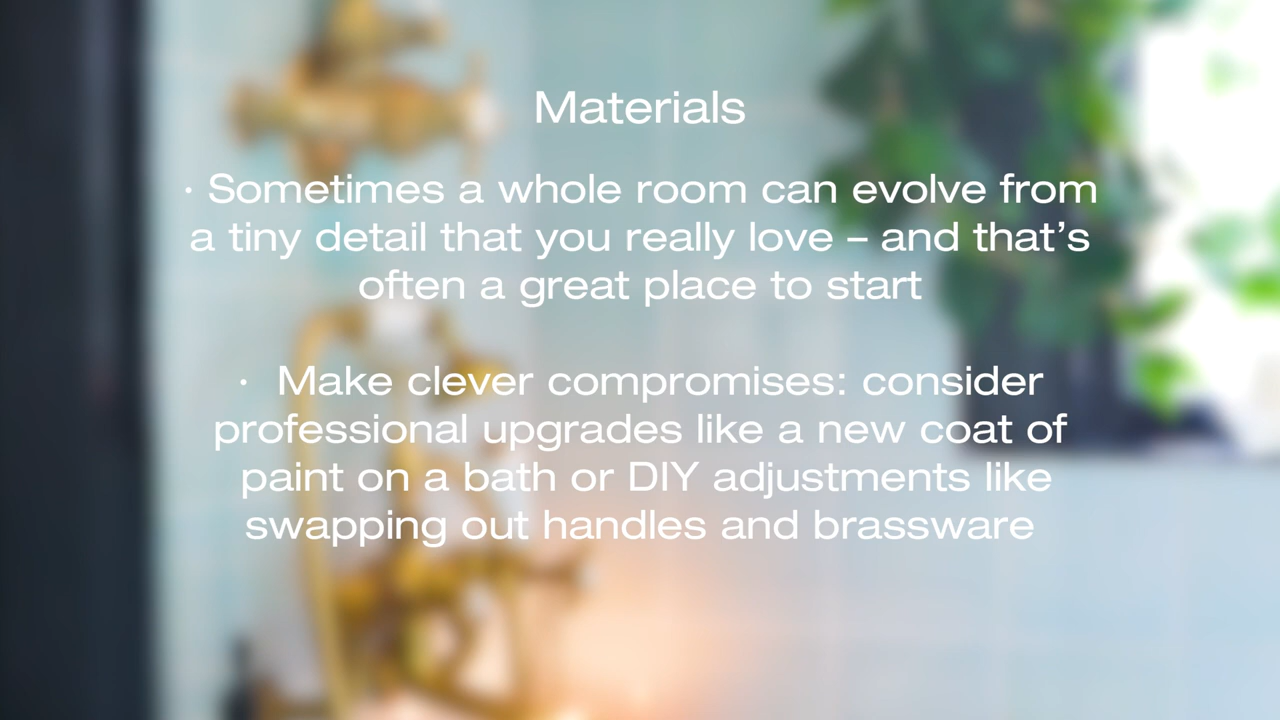 Materials
· Sometimes a whole room can evolve from
a tiny detail that you really love – and that’s
often a great place to start
· Make clever compromises: consider
professional upgrades like a new coat of
paint on a bath or DIY adjustments like
swapping out handles and brassware